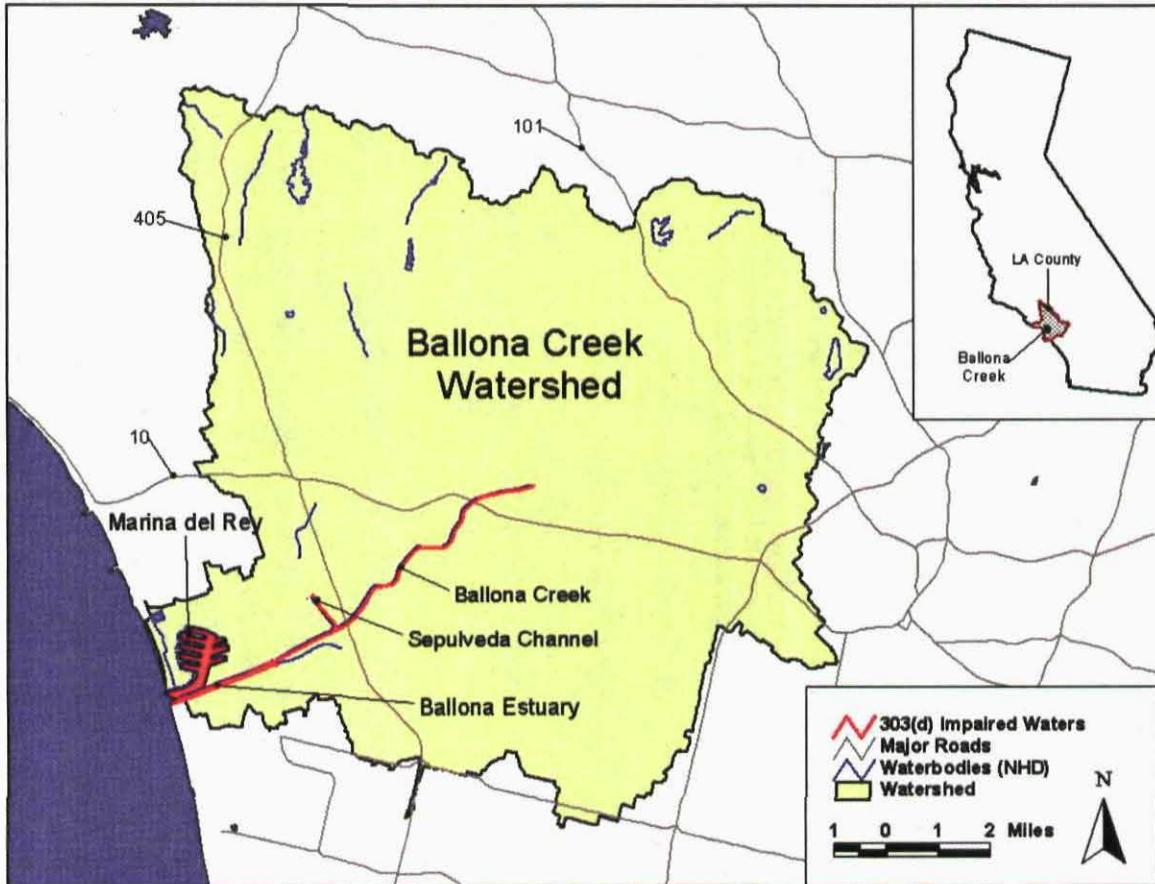 101
405
LA County
Ballona
Creek
Ballona Creek
Watershed
10
Marina del Rey
Ballona Creek
Sepulveda Channel
Ballona Estuary
303(d) Impaired Waters
Major Roads
Waterbodies (NHD)
Watershed
1 0 1 2 Miles
N